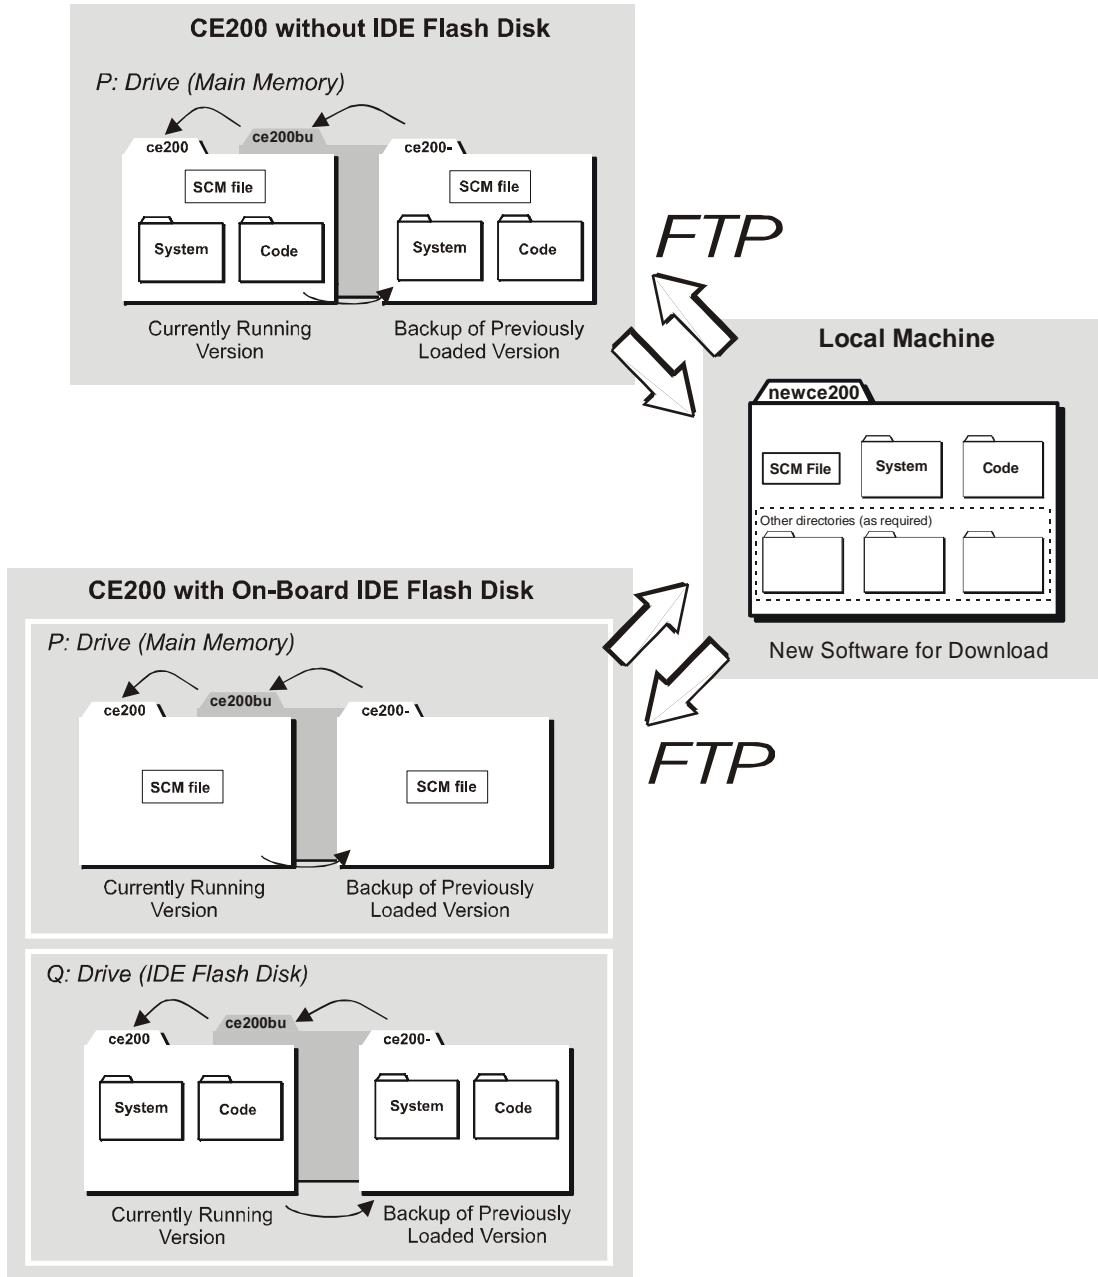 CE200 without IDE Flash Disk
P: Drive (Main Memory)
ce200
ce200bu
ce200-
SCM file
SCM file
System
Code
System
Code
Currently Running
Version
Backup of Previously
Loaded Version
FTP
Local Machine
newce200
SCM File
System
Code
Other directories (as required)
New Software for Download
CE200 with On-Board IDE Flash Disk
P: Drive (Main Memory)
ce200
ce200bu
ce200-
SCM file
SCM file
Currently Running
Version
Backup of Previously
Loaded Version
FTP
Q: Drive (IDE Flash Disk)
ce200
ce200bu
ce200-
System
Code
System
Code
Currently Running
Version
Backup of Previously
Loaded Version